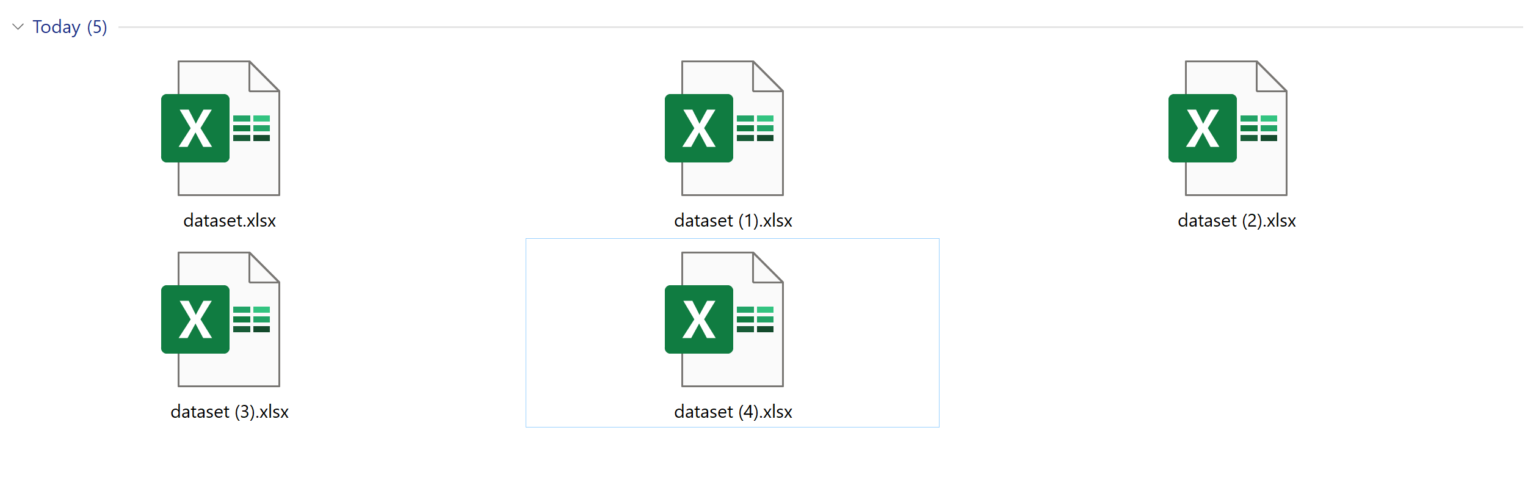 Today (5)
dataset.xlsx
dataset (1).xlsx
dataset (2).xlsx
dataset (3).xlsx
dataset (4).xlsx